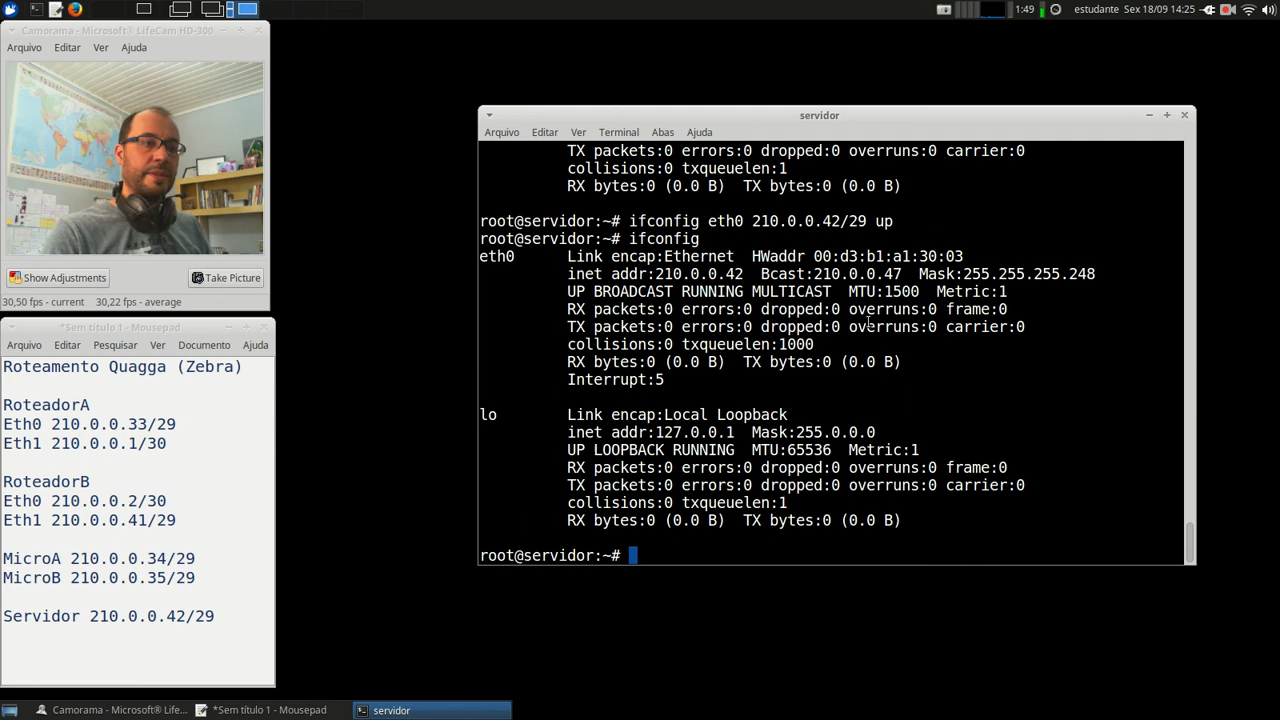 1:49
estudante Sex 18/09 14:25
Camorama - Microsoft® LifeCam HD-300
Arquivo Editar Ver Ajuda
Show Adjustments
Take Picture
30,50 fps - current 30,22 fps - average
*Sem título 1 - Mousepad
Arquivo Editar Pesquisar Ver Documento Ajuda
Roteamento Quagga (Zebra)
RoteadorA
Eth0 210.0.0.33/29
Eth1 210.0.0.1/30
RoteadorB
Eth0 210.0.0.2/30
Eth1 210.0.0.41/29
MicroA 210.0.0.34/29
MicroB 210.0.0.35/29
Servidor 210.0.0.42/29
servidor
Arquivo Editar Ver Terminal Abas Ajuda
TX packets:0 errors:0 dropped:0 overruns:0 carrier:0
collisions:0 txqueuelen:1
RX bytes:0 (0.0 B) TX bytes:0 (0.0 B)
root@servidor:~# ifconfig eth0 210.0.0.42/29 up
root@servidor:~# ifconfig
eth0 Link encap:Ethernet HWaddr 00:d3:b1:a1:30:03
inet addr:210.0.0.42 Bcast:210.0.0.47 Mask:255.255.255.248
UP BROADCAST RUNNING MULTICAST MTU:1500 Metric:1
RX packets:0 errors:0 dropped:0 overruns:0 frame:0
TX packets:0 errors:0 dropped:0 overruns:0 carrier:0
collisions:0 txqueuelen:1000
RX bytes:0 (0.0 B) TX bytes:0 (0.0 B)
Interrupt:5
lo Link encap:Local Loopback
inet addr:127.0.0.1 Mask:255.0.0.0
UP LOOPBACK RUNNING MTU:65536 Metric:1
RX packets:0 errors:0 dropped:0 overruns:0 frame:0
TX packets:0 errors:0 dropped:0 overruns:0 carrier:0
collisions:0 txqueuelen:1
RX bytes:0 (0.0 B) TX bytes:0 (0.0 B)
root@servidor:~#
Camorama - Microsoft® Life...
*Sem título 1 - Mousepad
servidor